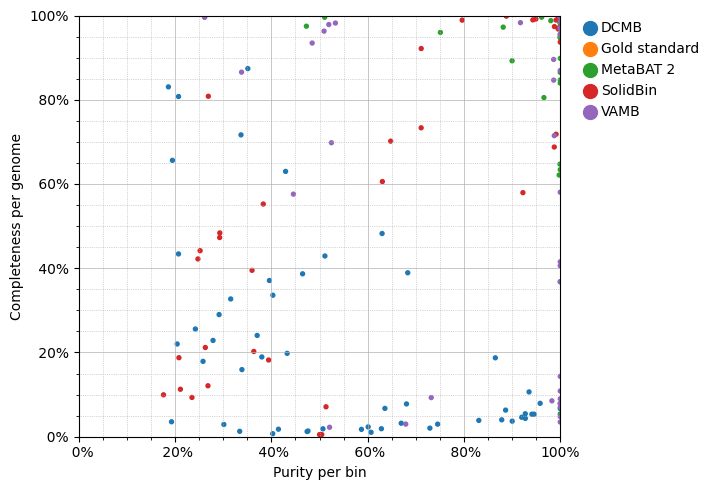 100%
80%
60%
40%
20%
0%
Completeness per genome
0%
20%
40%
60%
80%
100%
Purity per bin
DCMB
Gold standard
MetaBAT 2
SolidBin
VAMB